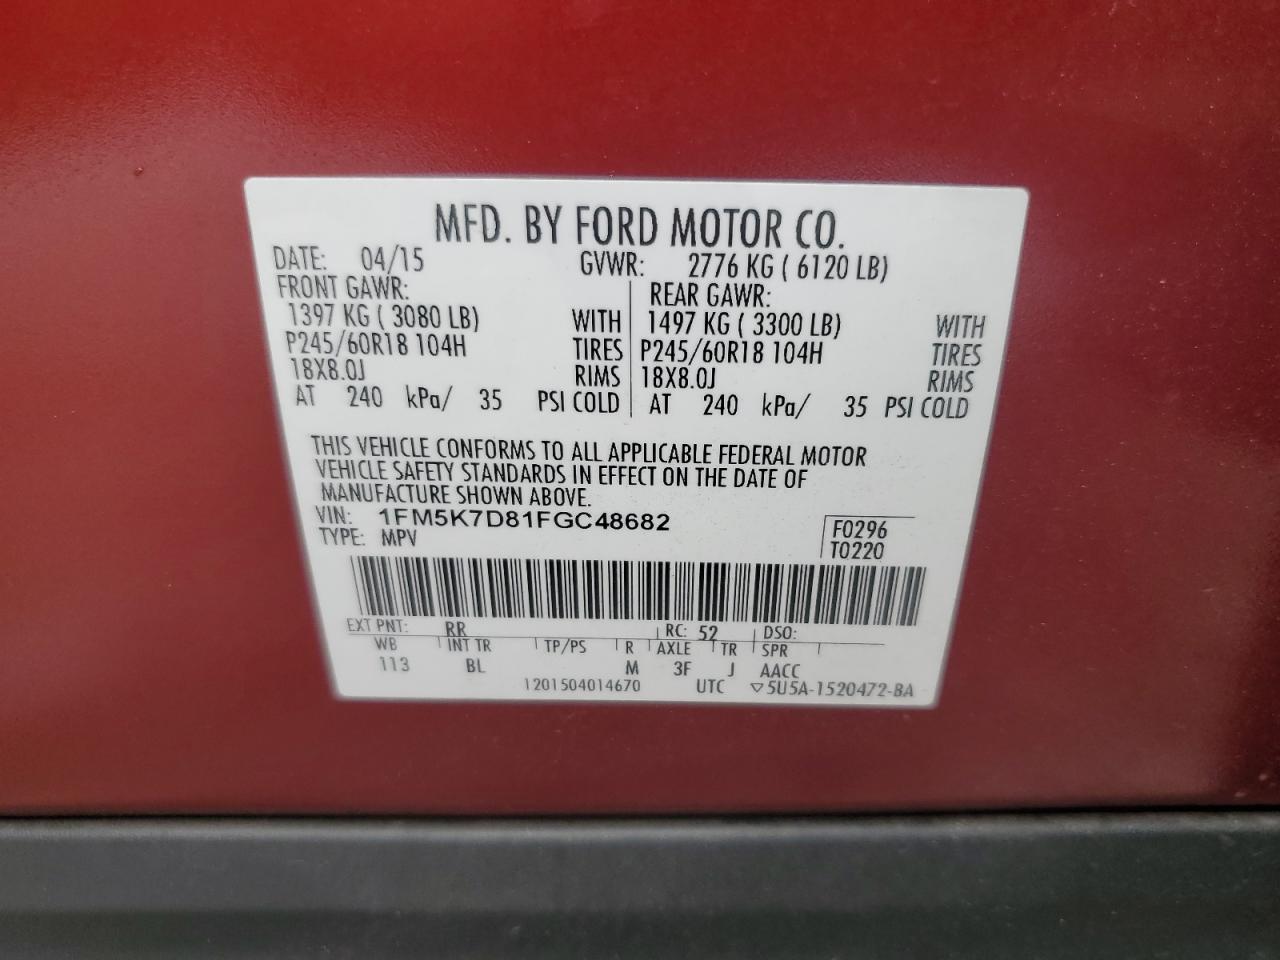 MFD. BY FORD MOTOR CO.
DATE: 04/15 GVWR: 2776 KG ( 6120 LB)
FRONT GAWR: REAR GAWR:
1397 KG ( 3080 LB) WITH 1497 KG ( 3300 LB) WITH
P245/60R18 104H TIRES P245/60R18 104H TIRES
18X8.0J RIMS 18X8.0J RIMS
AT 240 kPa/ 35 PSI COLD AT 240 kPa/ 35 PSI COLD
THIS VEHICLE CONFORMS TO ALL APPLICABLE FEDERAL MOTOR
VEHICLE SAFETY STANDARDS IN EFFECT ON THE DATE OF
MANUFACTURE SHOWN ABOVE.
VIN: 1FM5K7D81FGC48682 F0296
TYPE: MPV T0220
EXT PNT: RR RC: 52 DSO:
WB INT TR TP/PS R AXLE TR SPR
113 BL M 3F J AACC
1201504014670 UTC ▽5U5A-1520472-BA